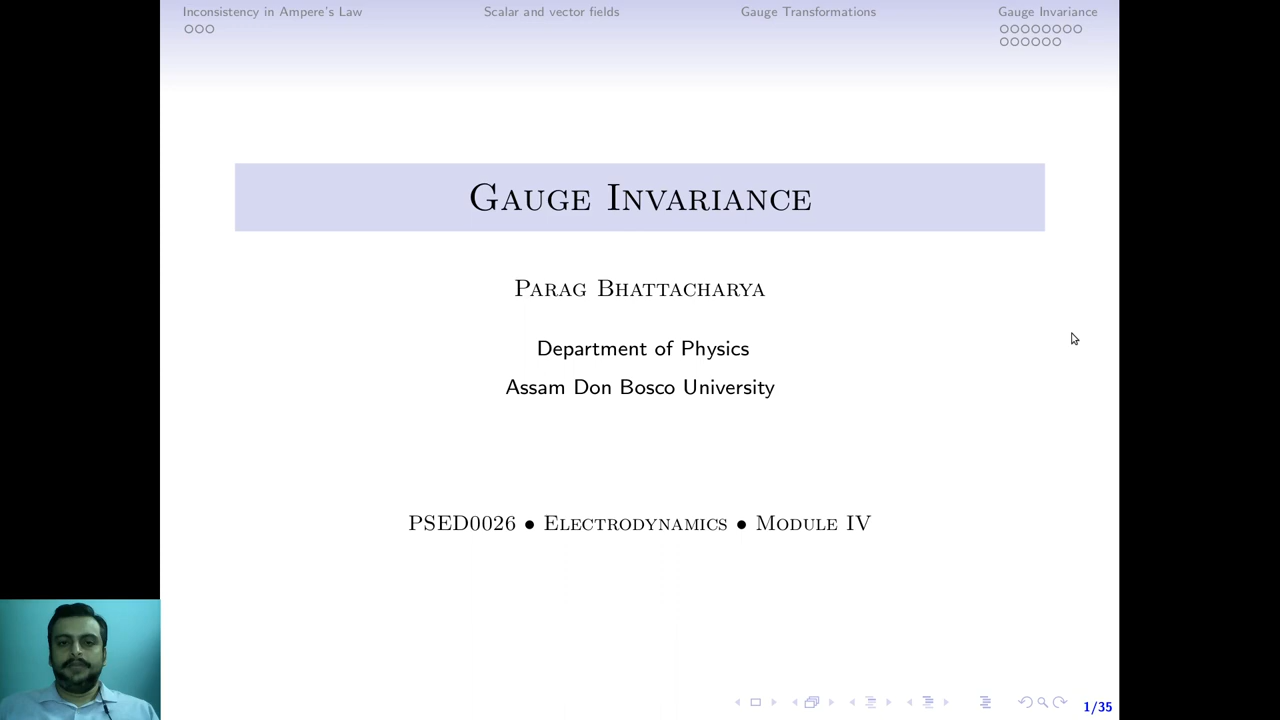 Inconsistency in Ampere's Law Scalar and vector fields Gauge Transformations Gauge Invariance
GAUGE INVARIANCE
PARAG BHATTACHARYA
Department of Physics
Assam Don Bosco University
PSED0026 • ELECTRODYNAMICS • MODULE IV
1/35